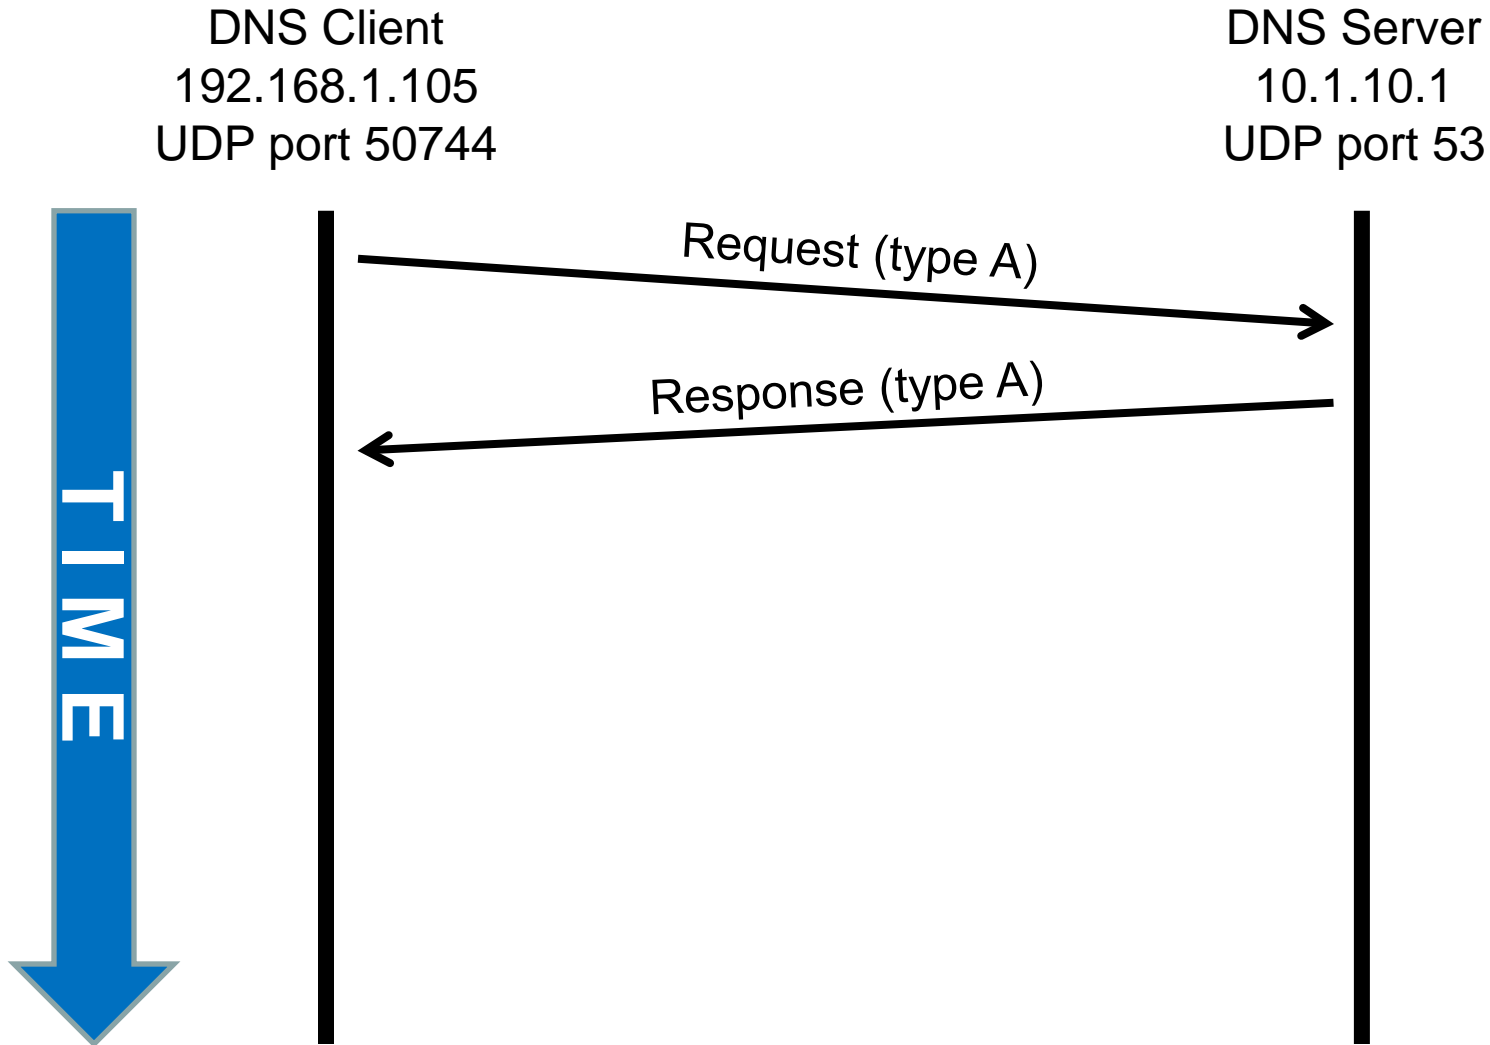 DNS Client
192.168.1.105
UDP port 50744
DNS Server
10.1.10.1
UDP port 53
Request (type A)
Response (type A)
TIME